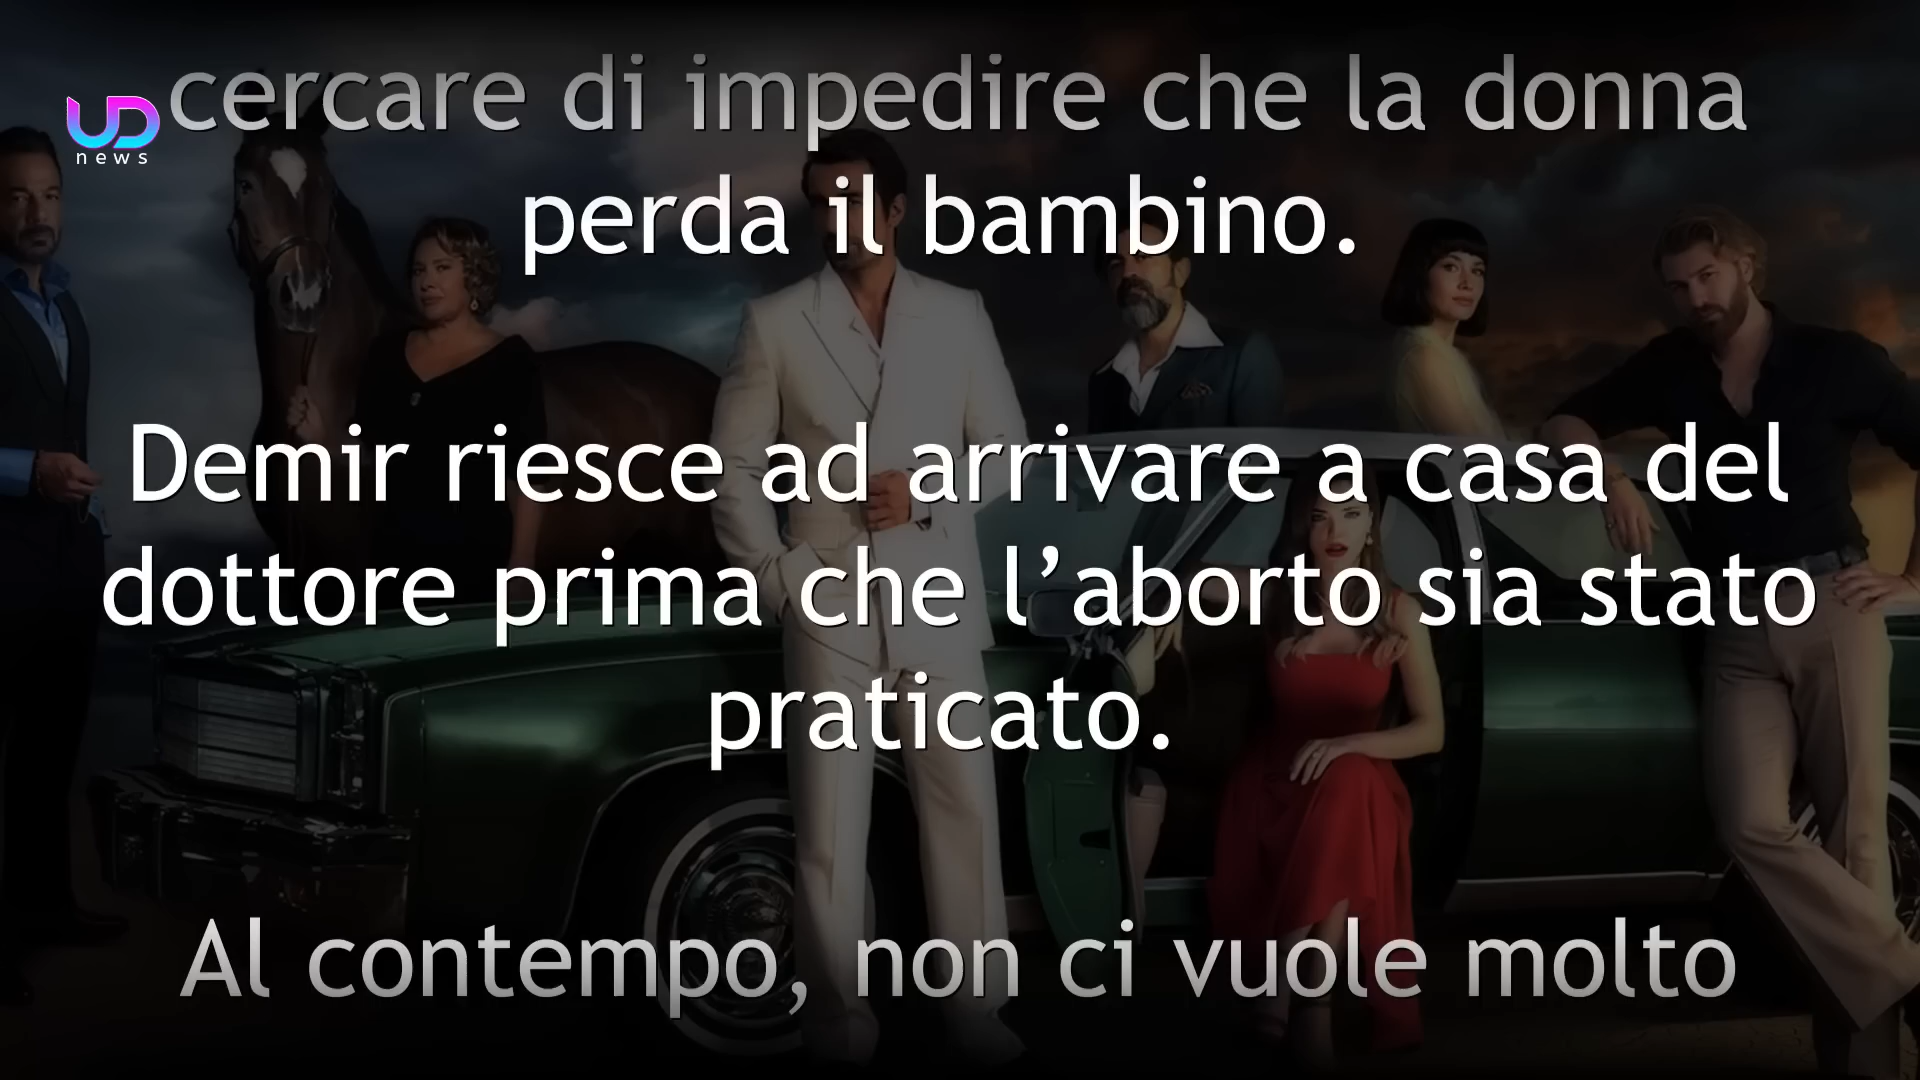 cercare di impedire che la donna
UD
news
perda il bambino.
Demir riesce ad arrivare a casa del
dottore prima che l’aborto sia stato
praticato.
Al contempo, non ci vuole molto